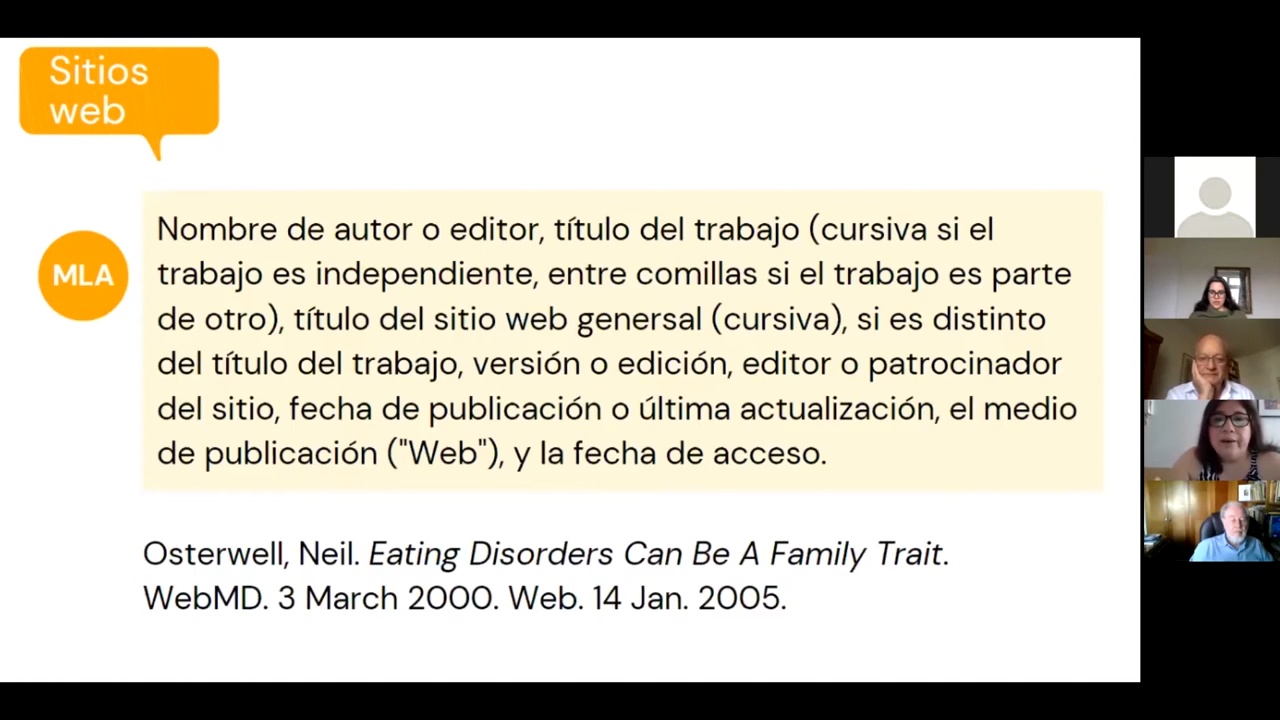 Sitios
web
MLA
Nombre de autor o editor, título del trabajo (cursiva si el
trabajo es independiente, entre comillas si el trabajo es parte
de otro), título del sitio web genersal (cursiva), si es distinto
del título del trabajo, versión o edición, editor o patrocinador
del sitio, fecha de publicación o última actualización, el medio
de publicación ("Web"), y la fecha de acceso.
Osterwell, Neil. Eating Disorders Can Be A Family Trait.
WebMD. 3 March 2000. Web. 14 Jan. 2005.